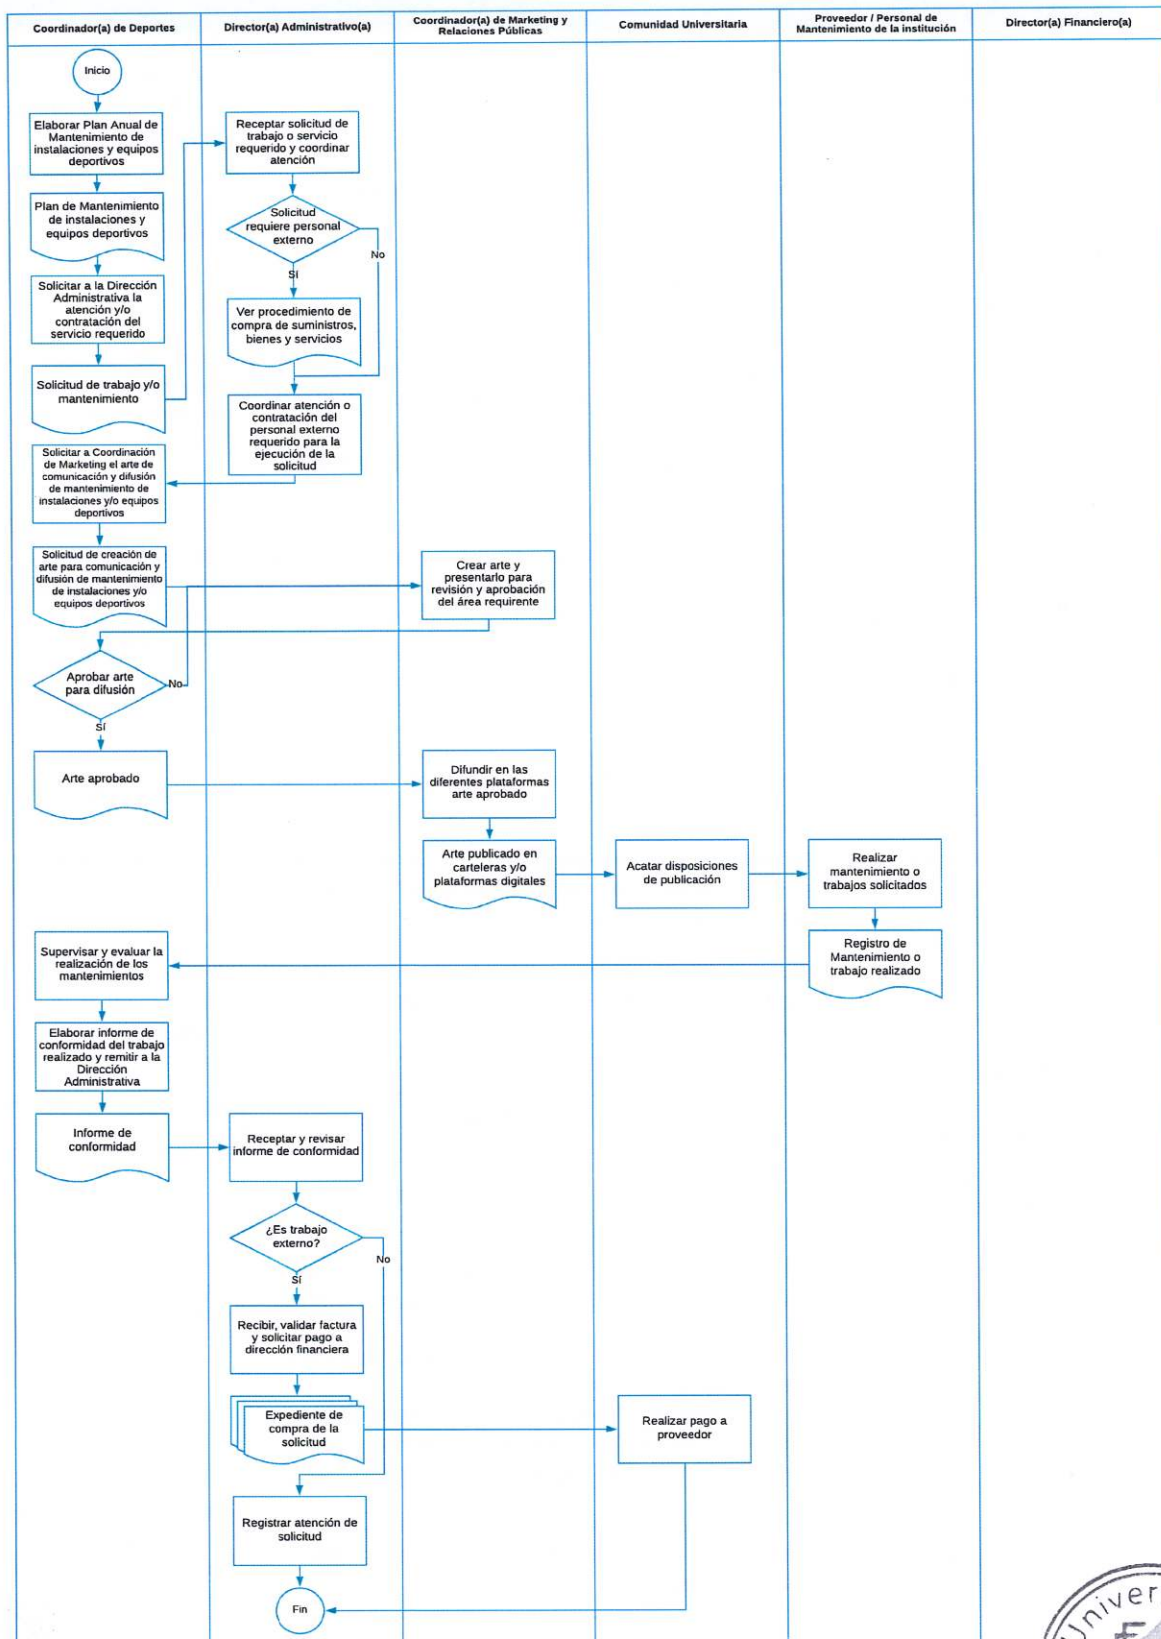 Coordinador(a) de Deportes
Director(a) Administrativo(a)
Coordinador(a) de Marketing y
Relaciones Públicas
Comunidad Universitaria
Proveedor / Personal de
Mantenimiento de la institución
Director(a) Financiero(a)
Inicio
Elaborar Plan Anual de
Mantenimiento de
instalaciones y equipos
deportivos
Plan de Mantenimiento
de instalaciones y
equipos deportivos
Solicitar a la Dirección
Administrativa la
atención y/o
contratación del
servicio requerido
Solicitud de trabajo y/o
mantenimiento
Receptar solicitud de
trabajo o servicio
requerido y coordinar
atención
Solicitud
requiere personal
externo
No
Sí
Ver procedimiento de
compra de suministros,
bienes y servicios
Coordinar atención o
contratación del
personal externo
requerido para la
ejecución de la
solicitud
Solicitar a Coordinación
de Marketing el arte de
comunicación y difusión
de mantenimiento de
instalaciones y/o equipos
deportivos
Solicitud de creación de
arte para comunicación y
difusión de mantenimiento
de instalaciones y/o
equipos deportivos
Crear arte y
presentarlo para
revisión y aprobación
del área requirente
Aprobar arte
para difusión
No
Sí
Arte aprobado
Difundir en las
diferentes plataformas
arte aprobado
Arte publicado en
carteleras y/o
plataformas digitales
Acatar disposiciones
de publicación
Realizar
mantenimiento o
trabajos solicitados
Registro de
Mantenimiento o
trabajo realizado
Supervisar y evaluar la
realización de los
mantenimientos
Elaborar informe de
conformidad del trabajo
realizado y remitir a la
Dirección
Administrativa
Informe de
conformidad
Receptar y revisar
informe de conformidad
¿Es trabajo
externo?
No
Sí
Recibir, validar factura
y solicitar pago a
dirección financiera
Expediente de
compra de la
solicitud
Realizar pago a
proveedor
Registrar atención de
solicitud
Fin
Univer